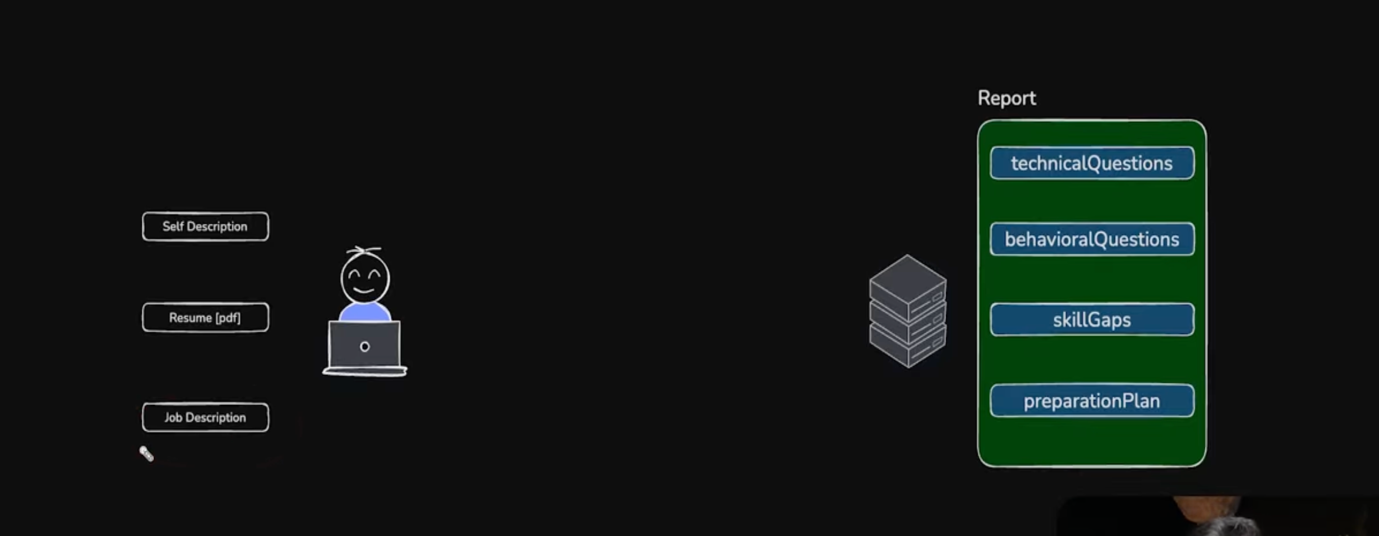 Report
technicalQuestions
behavioralQuestions
skillGaps
preparationPlan
Self Description
Resume [pdf]
Job Description